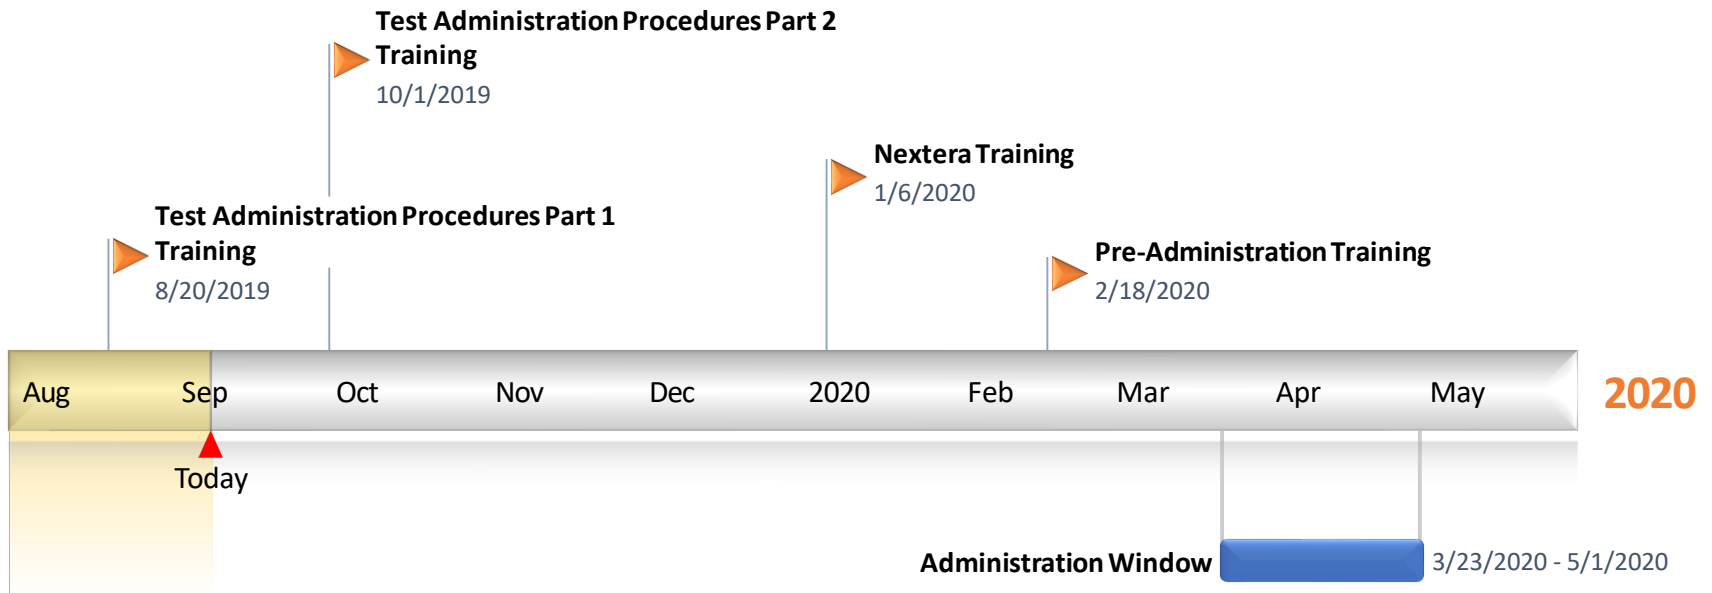 Test Administration Procedures Part 2
Training
10/1/2019
Nextera Training
1/6/2020
Test Administration Procedures Part 1
Training
8/20/2019
Pre-Administration Training
2/18/2020
Aug Sep Oct Nov Dec 2020 Feb Mar Apr May 2020
Today
Administration Window 3/23/2020 - 5/1/2020